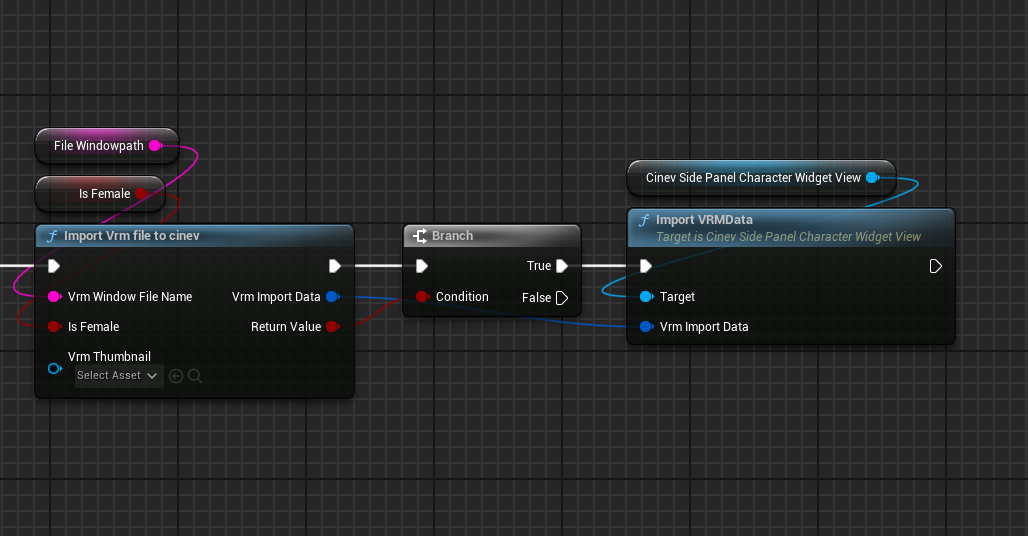 File Windowpath
Is Female
Cinev Side Panel Character Widget View
Import Vrm file to cinev
Vrm Window File Name
Vrm Import Data
Is Female
Return Value
Vrm Thumbnail
Select Asset
Branch
True
Condition
False
Import VRMData
Target is Cinev Side Panel Character Widget View
Target
Vrm Import Data